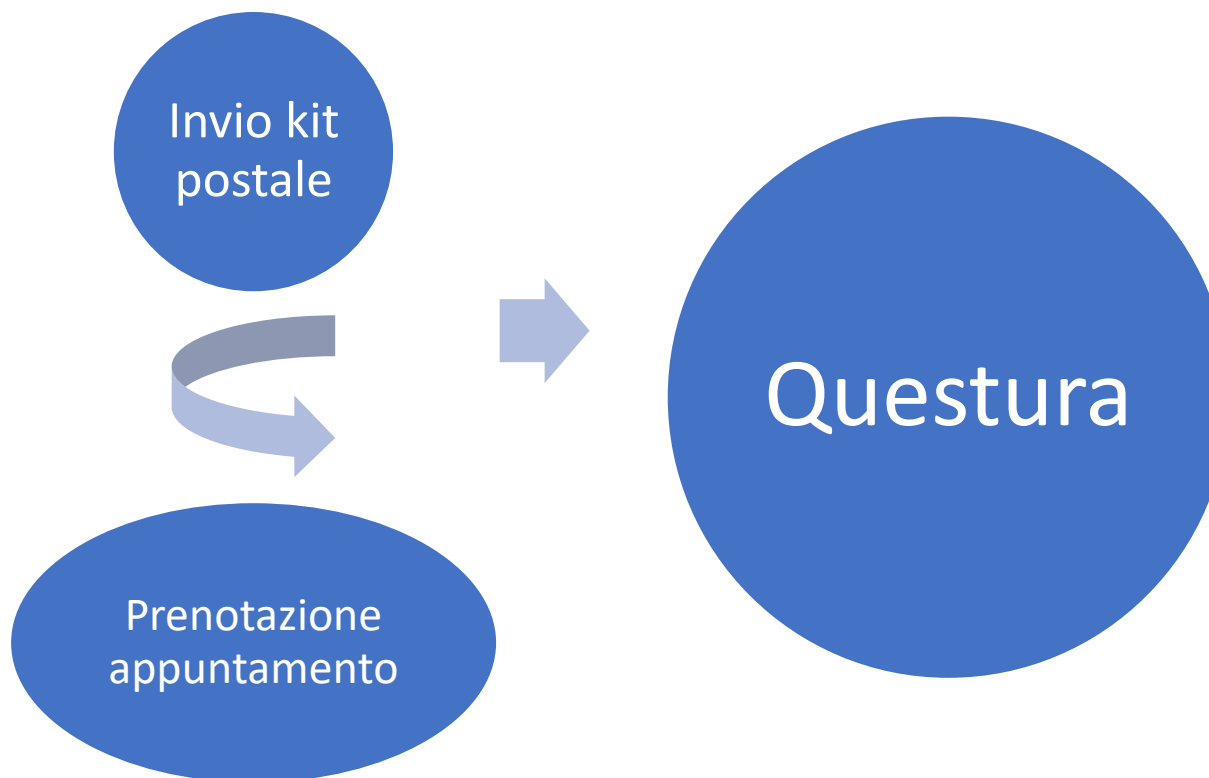 Invio kit
postale
Prenotazione
appuntamento
Questura